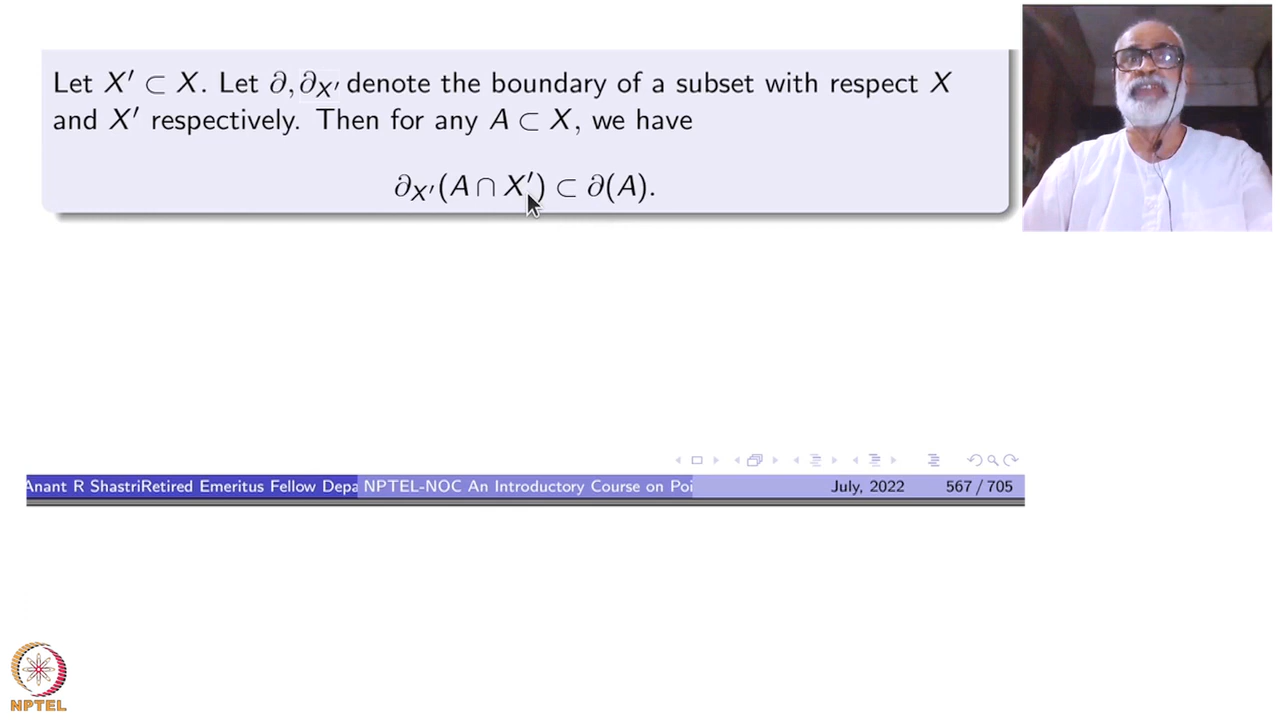 Let X′ ⊂ X. Let ∂, ∂_{X′} denote the boundary of a subset with respect X
and X′ respectively. Then for any A ⊂ X, we have
∂_{X′}(A ∩ X′) ⊂ ∂(A).
Anant R ShastriRetired Emeritus Fellow Depa NPTEL-NOC An Introductory Course on Poi July, 2022 567 / 705
NPTEL